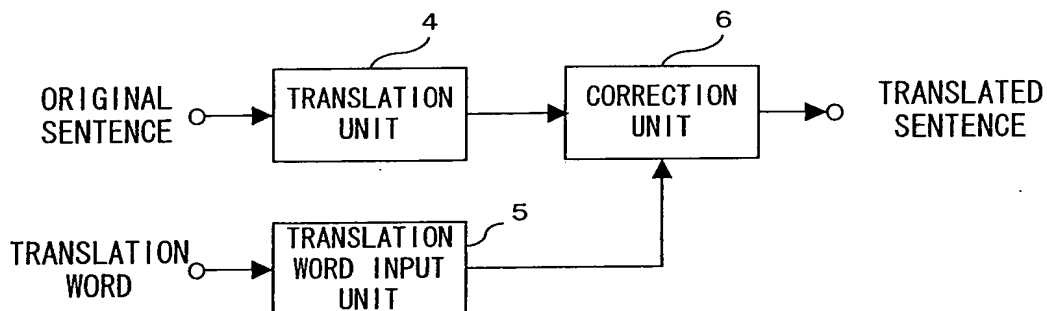 4
6
ORIGINAL
SENTENCE
TRANSLATION
UNIT
CORRECTION
UNIT
TRANSLATED
SENTENCE
5
TRANSLATION
WORD
TRANSLATION
WORD INPUT
UNIT